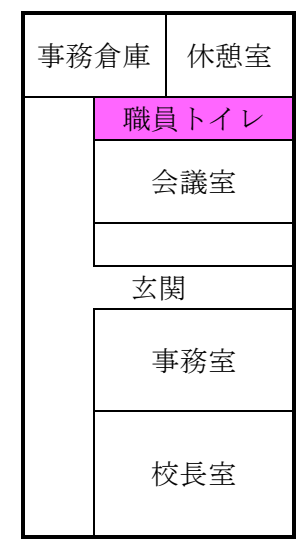 事務倉庫
休憩室
職員トイレ
会議室
玄関
事務室
校長室